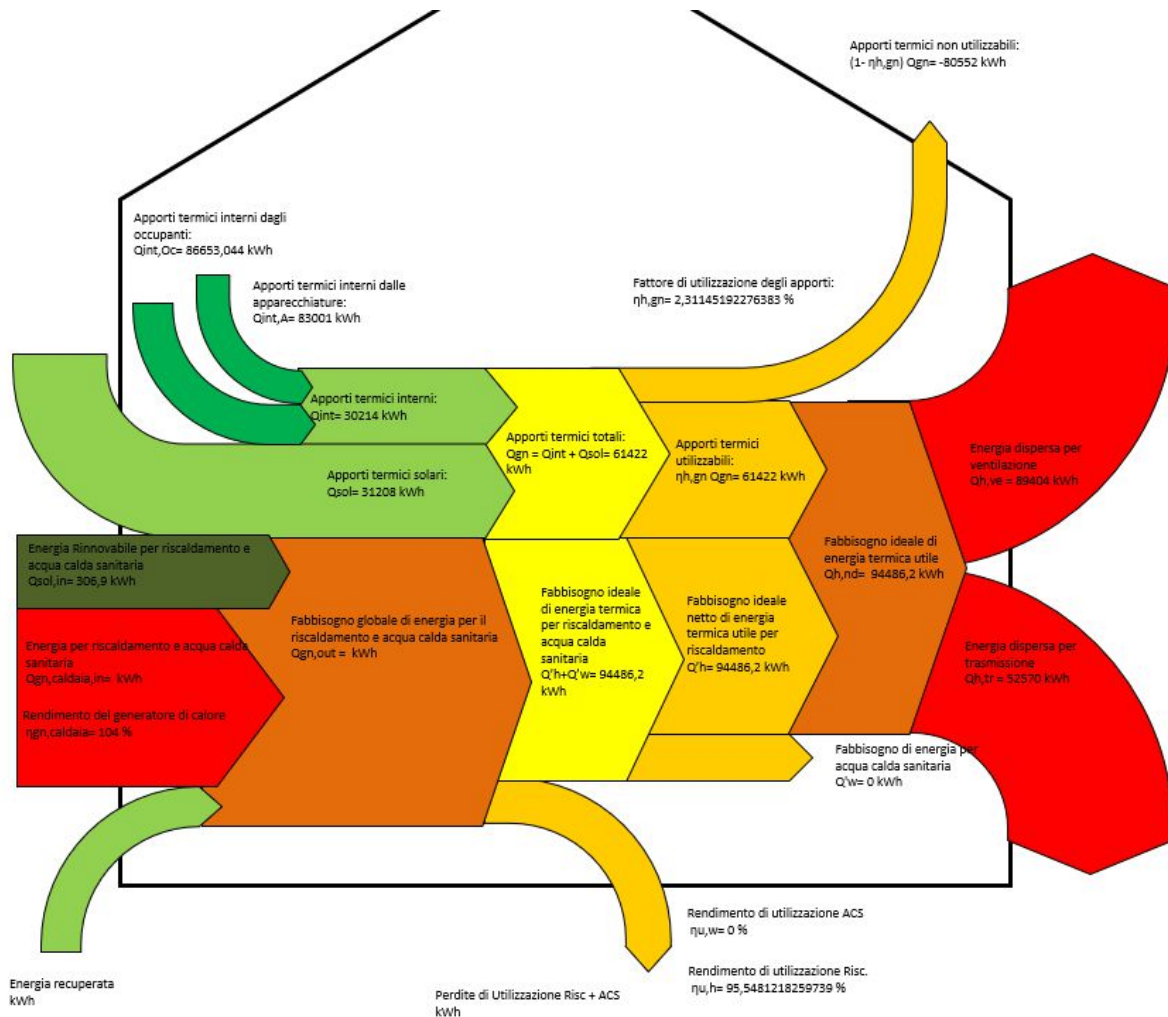 Apporti termici non utilizzabili:
(1- ηh,gn) Qgn= -80552 kWh
Apporti termici interni dagli
occupanti:
Qint,Oc= 86653,044 kWh
Apporti termici interni dalle
apparecchiature:
Qint,A= 83001 kWh
Fattore di utilizzazione degli apporti:
ηh,gn= 2,31145192276383 %
Apporti termici interni:
Qint= 30214 kWh
Apporti termici solari:
Qsol= 31208 kWh
Apporti termici totali:
Qgn = Qint + Qsol= 61422
kWh
Apporti termici
utilizzabili:
ηh,gn Qgn= 61422 kWh
Energia dispersa per
ventilazione
Qh,ve = 89404 kWh
Energia Rinnovabile per riscaldamento e
acqua calda sanitaria
Qsol,in= 306,9 kWh
Energia per riscaldamento e acqua calda
sanitaria
Qgn,caldaia,in= kWh
Rendimento del generatore di calore
ηgn,caldaia= 104 %
Fabbisogno globale di energia per il
riscaldamento e acqua calda sanitaria
Qgn,out = kWh
Fabbisogno ideale
di energia termica
per riscaldamento e
acqua calda
sanitaria
Q'h+Q'w= 94486,2
kWh
Fabbisogno ideale
netto di energia
termica utile per
riscaldamento
Q'h= 94486,2 kWh
Fabbisogno ideale di
energia termica utile
Qh,nd= 94486,2 kWh
Energia dispersa per
trasmissione
Qh,tr = 52570 kWh
Fabbisogno di energia per
acqua calda sanitaria
Q'w= 0 kWh
Energia recuperata
kWh
Perdite di Utilizzazione Risc + ACS
kWh
Rendimento di utilizzazione ACS
ηu,w= 0 %
Rendimento di utilizzazione Risc.
ηu,h= 95,5481218259739 %